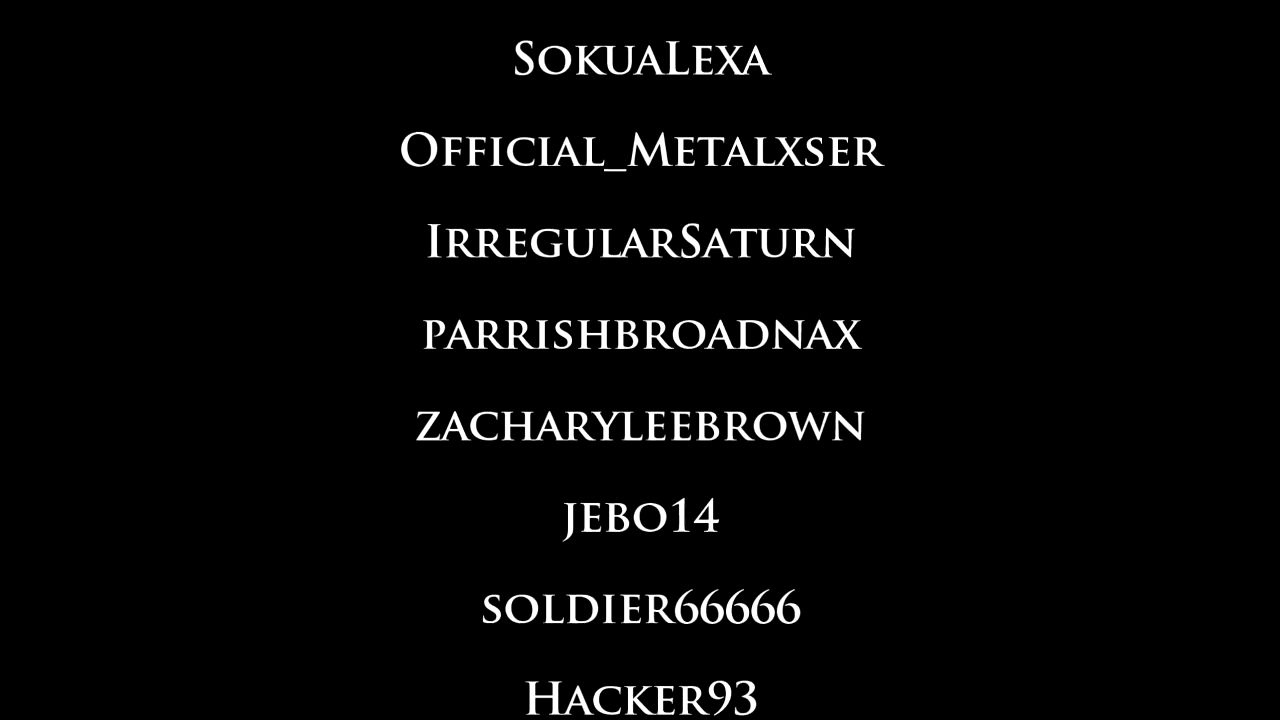 SokuaLexa
Official_Metalxser
IrregularSaturn
parrishbroadnax
zacharyleebrown
jebo14
soldier66666
Hacker93